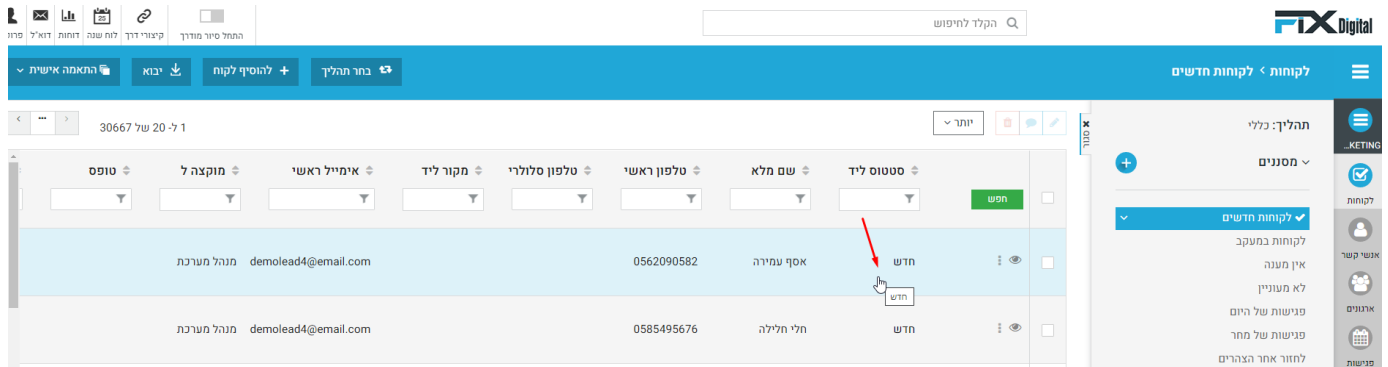 FIX Digital
הקלד לחיפוש
התחל סיור מודרך
קיצורי דרך
לוח שנה
25
דוחות
דוא"ל
לקוחות > לקוחות חדשים
בחר תהליך
+ להוסיף לקוח
יבוא
התאמה אישית
KETING...
לקוחות
אנשי קשר
ארגונים
פגישות
תהליך: כללי
מסננים
לקוחות חדשים
לקוחות במעקב
אין מענה
לא מעוניין
פגישות של היום
פגישות של מחר
לחזור אחר הצהרים
x סגור
יותר
1 ל- 20 של 30667
סטטוס ליד שם מלא טלפון ראשי טלפון סלולרי מקור ליד אימייל ראשי מוקצה ל טופס
חפש
חדש אסף עמירה 0562090582 demolead4@email.com מנהל מערכת
חדש
חדש חלי חלילה 0585495676 demolead4@email.com מנהל מערכת